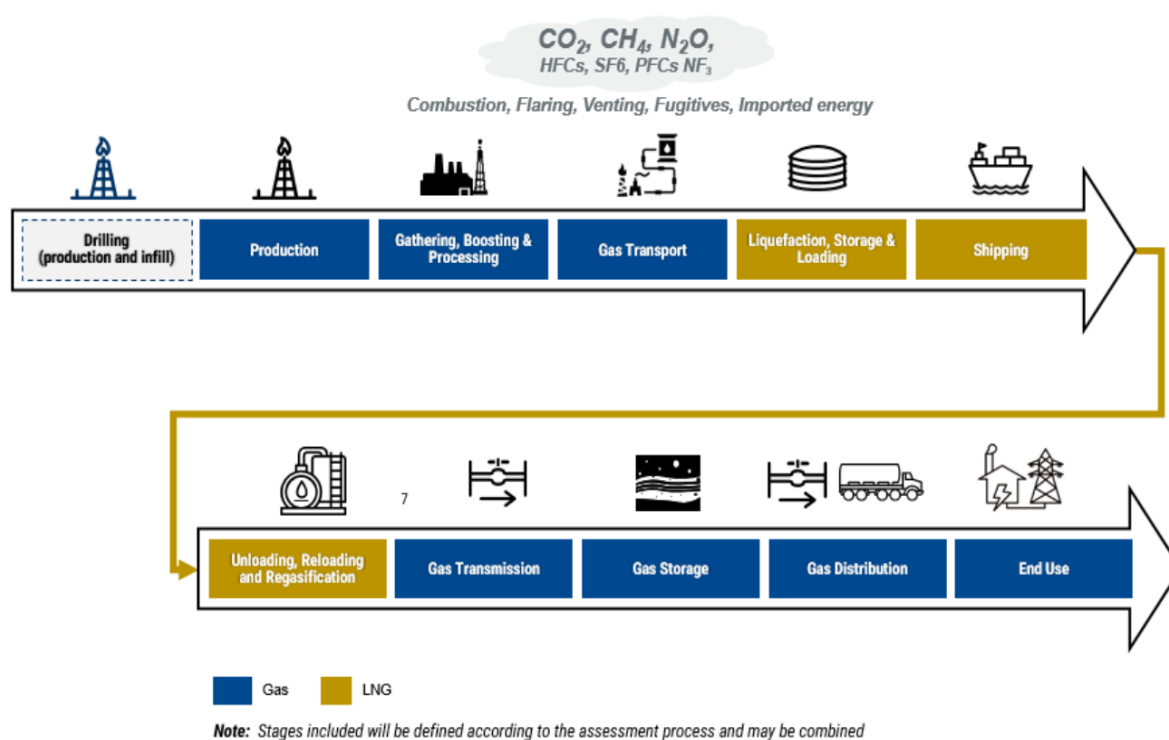 CO₂, CH₄, N₂O,
HFCs, SF6, PFCs NF₃
Combustion, Flaring, Venting, Fugitives, Imported energy
Drilling
(production and infill)
Production
Gathering, Boosting &
Processing
Gas Transport
Liquefaction, Storage &
Loading
Shipping
7
Unloading, Reloading
and Regasification
Gas Transmission
Gas Storage
Gas Distribution
End Use
Gas
LNG
Note: Stages included will be defined according to the assessment process and may be combined